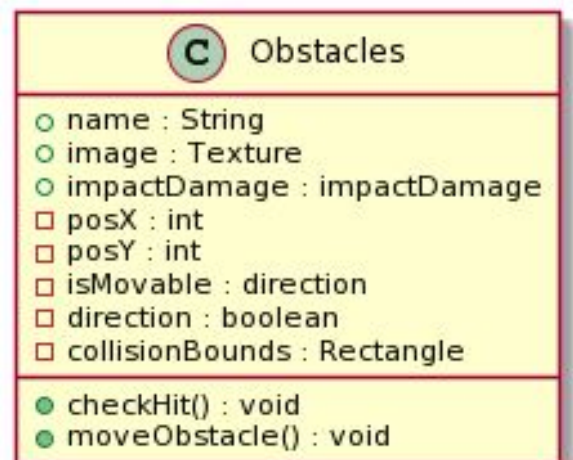 C Obstacles
name : String
image : Texture
impactDamage : impactDamage
posX : int
posY : int
isMovable : direction
direction : boolean
collisionBounds : Rectangle
checkHit() : void
moveObstacle() : void